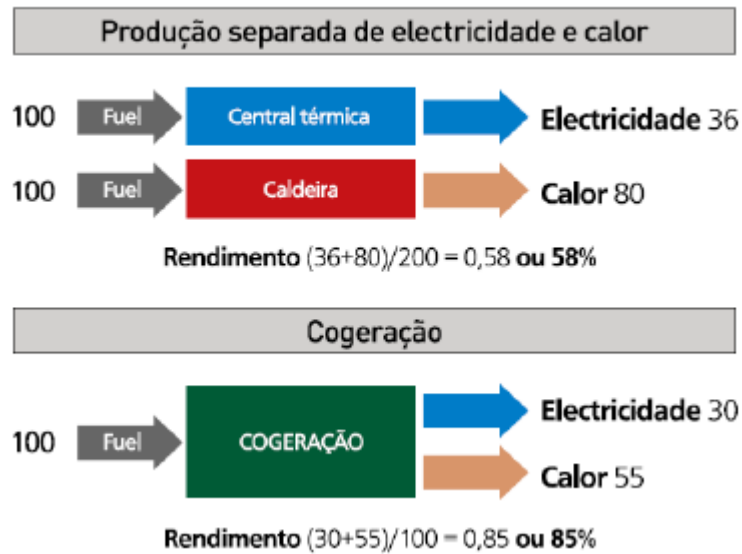 Produção separada de electricidade e calor
100 Fuel Central térmica Electricidade 36
100 Fuel Caldeira Calor 80
Rendimento (36+80)/200 = 0,58 ou 58%
Cogeração
Electricidade 30
100 Fuel COGERAÇÃO
Calor 55
Rendimento (30+55)/100 = 0,85 ou 85%